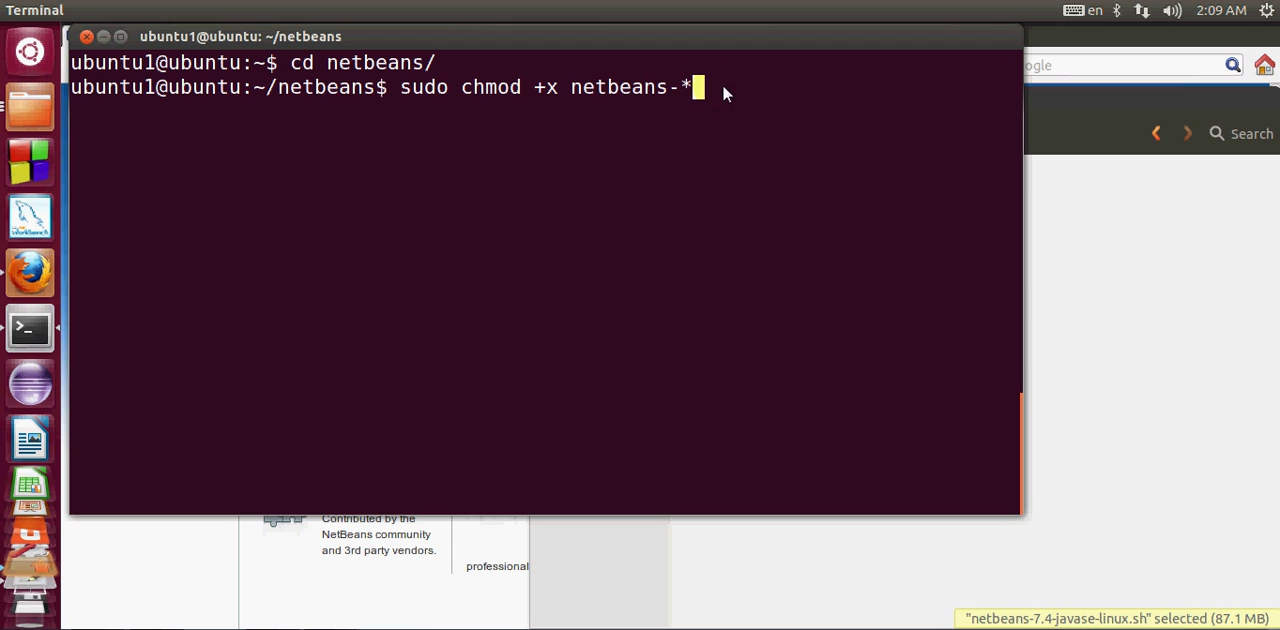 Terminal
en
2:09 AM
ubuntu1@ubuntu: ~/netbeans
ubuntu1@ubuntu:~$ cd netbeans/
ubuntu1@ubuntu:~/netbeans$ sudo chmod +x netbeans-*
ogle
Search
Contributed by the
NetBeans community
and 3rd party vendors.
professional
"netbeans-7.4-javase-linux.sh" selected (87.1 MB)